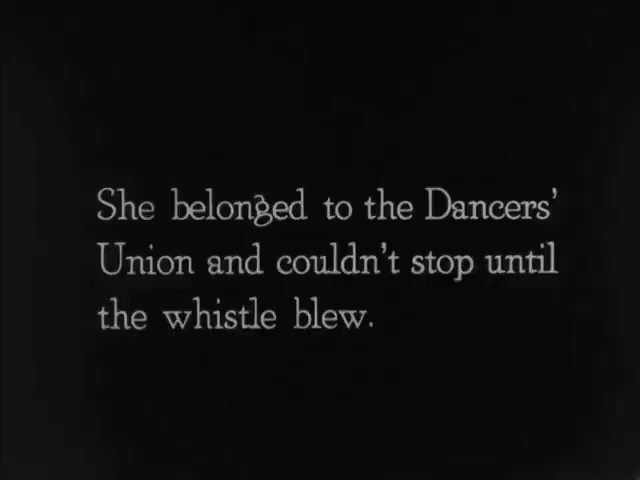 She belonged to the Dancers'
Union and couldn't stop until
the whistle blew.